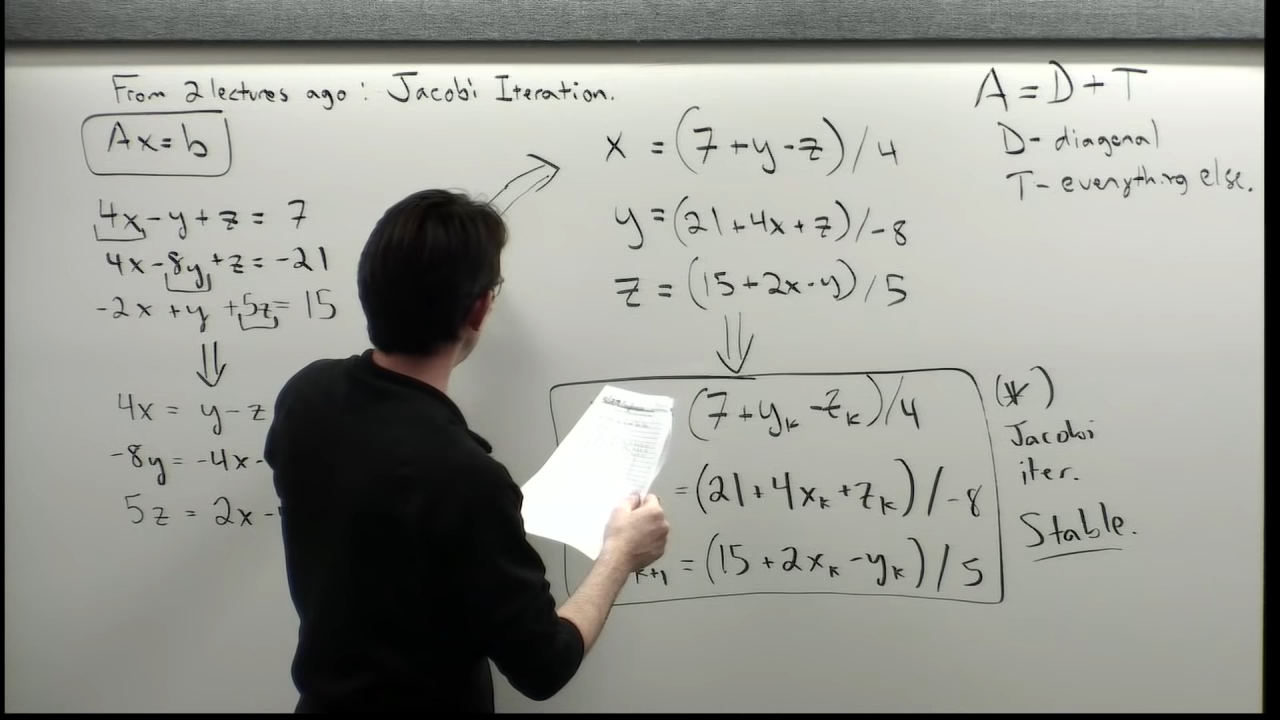 From 2 lectures ago: Jacobi Iteration.
Ax=b
4x-y+z= 7
4x-8y+z=-21
-2x+y+5z=15
⇓
4x= y-z
-8y=-4x-
5z = 2x-
x =(7+y-z)/4
y=(21+4x+z)/-8
z=(15+2x-y)/5
⇓
(7+yₖ-zₖ)/4
=(21+4xₖ+zₖ)/-8
ₖ₊₁=(15+2xₖ-yₖ)/5
(*)
Jacobi
iter.
Stable.
A=D+T
D- diagonal
T- everything else.